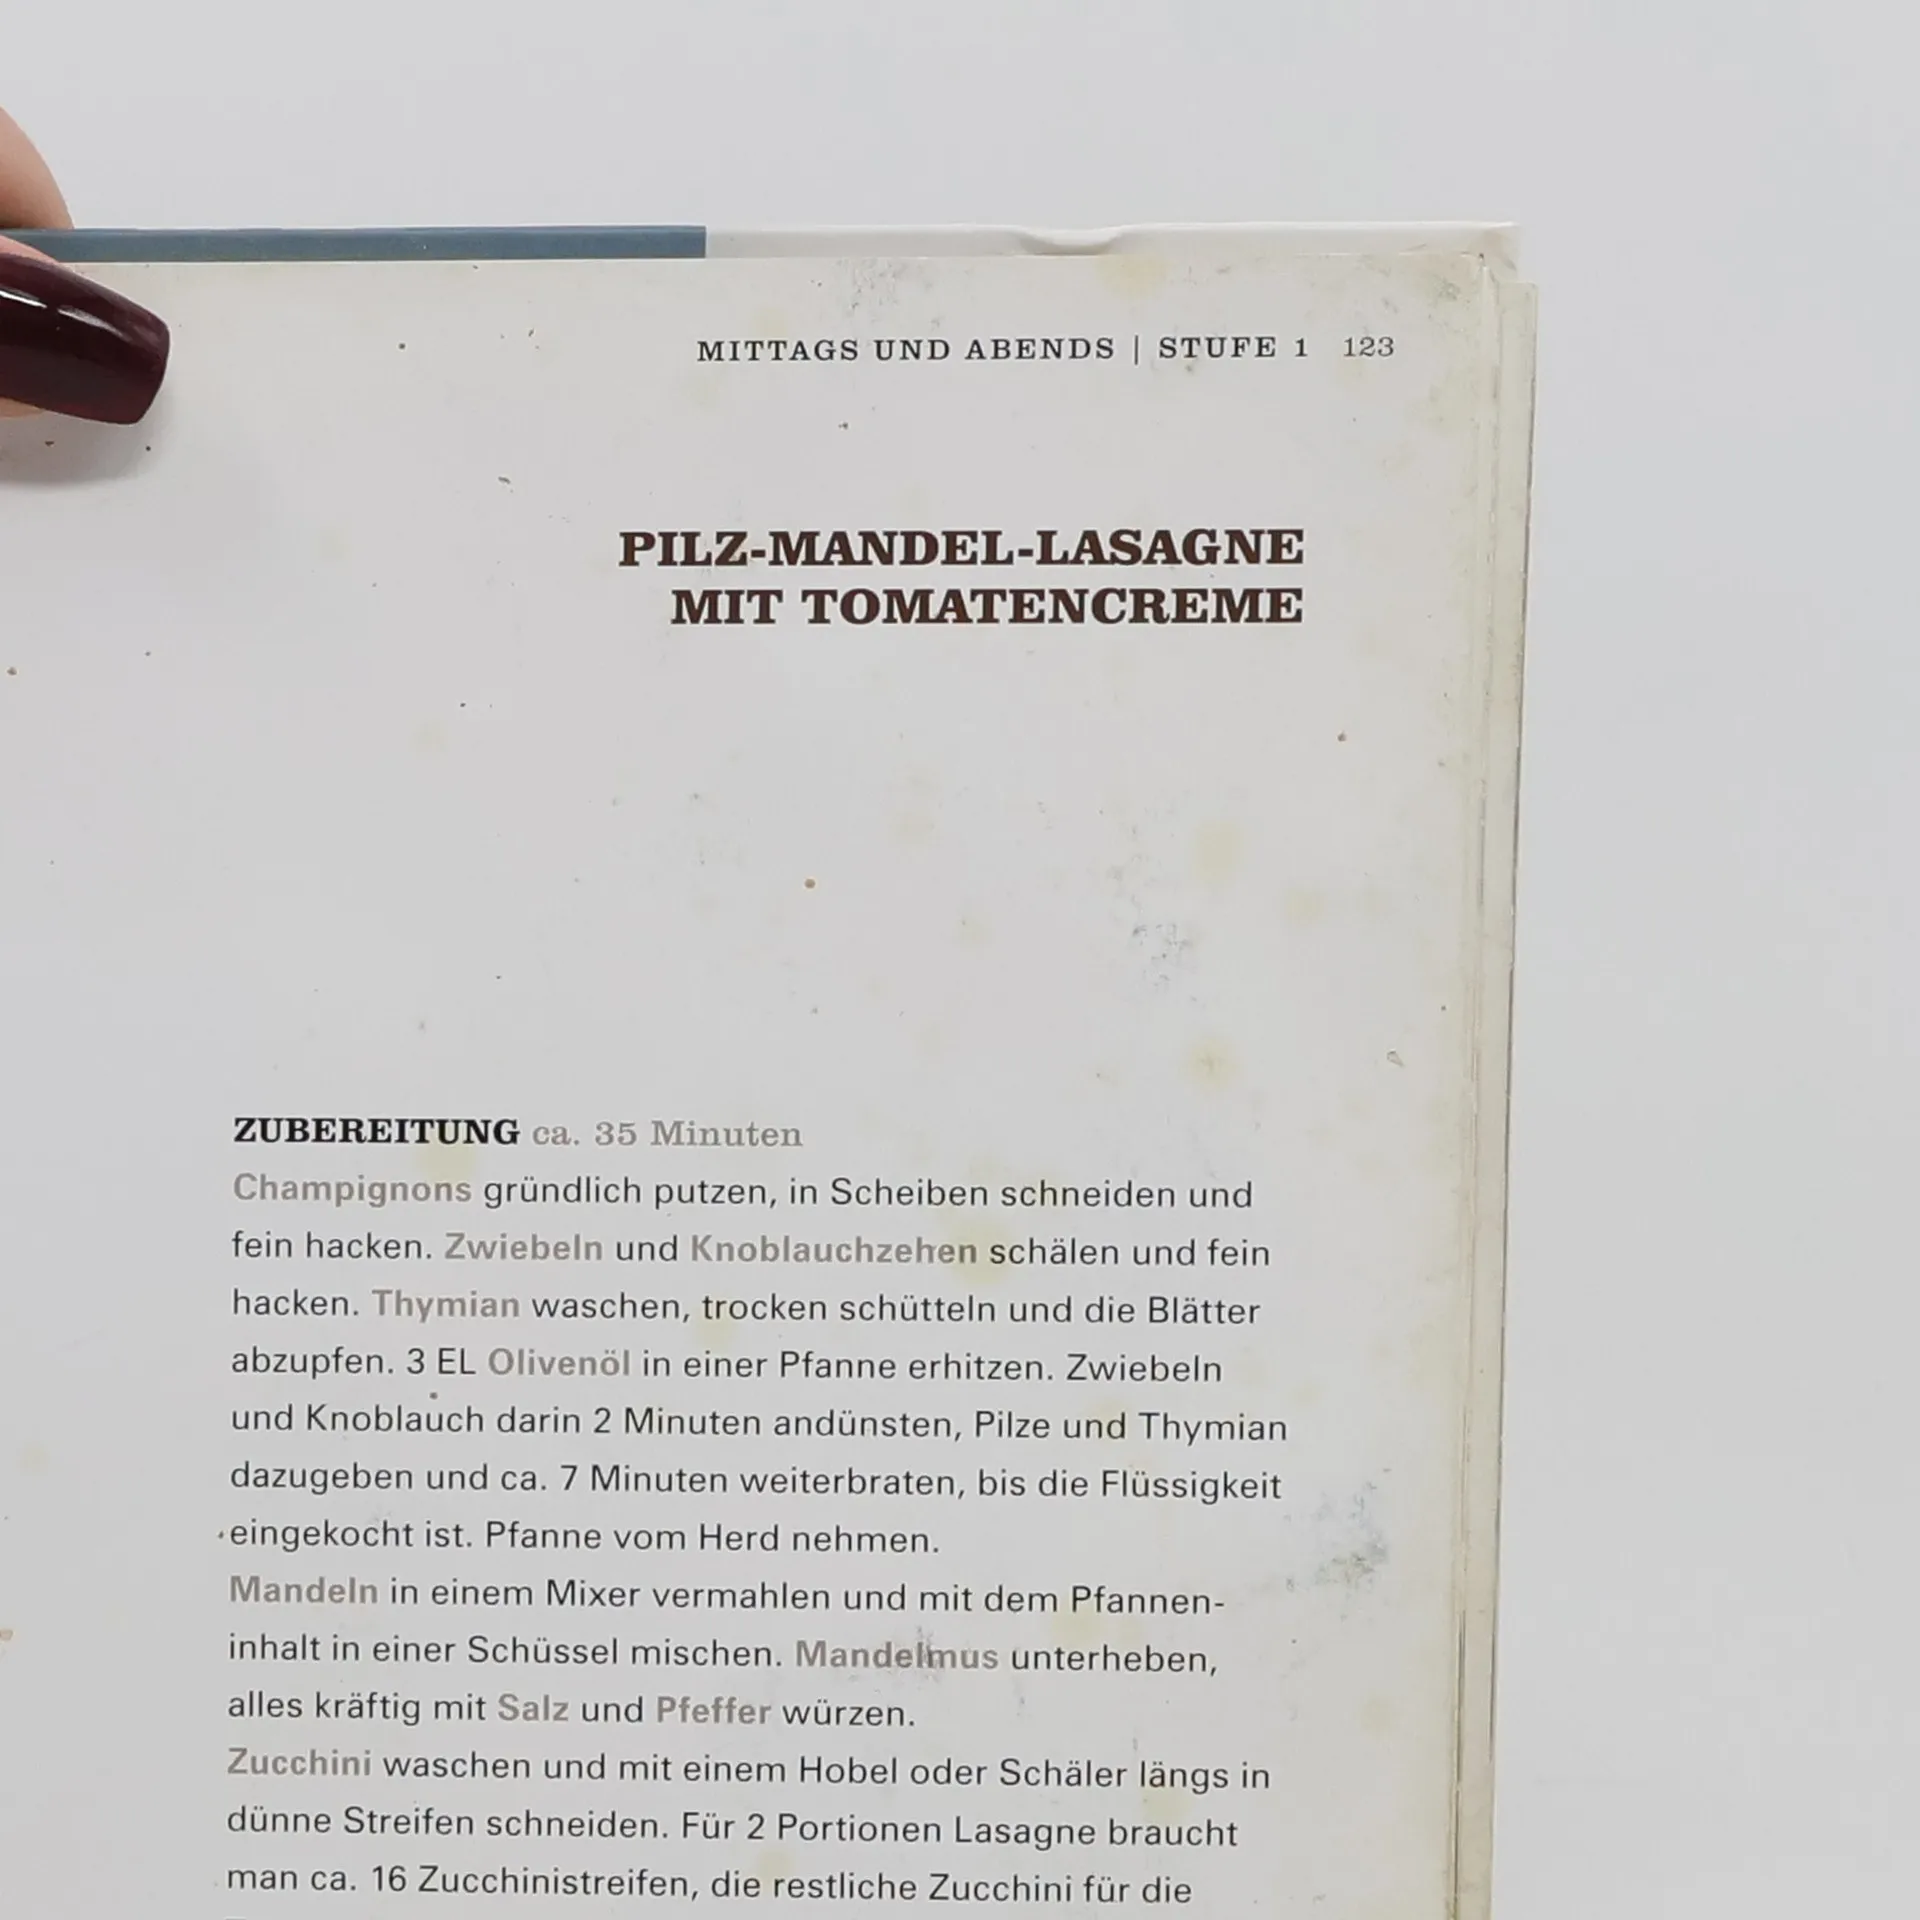 MITTAGS UND ABENDS | STUFE 1 123
PILZ-MANDEL-LASAGNE
MIT TOMATENCREME
ZUBEREITUNG ca. 35 Minuten
Champignons gründlich putzen, in Scheiben schneiden und
fein hacken. Zwiebeln und Knoblauchzehen schälen und fein
hacken. Thymian waschen, trocken schütteln und die Blätter
abzupfen. 3 EL Olivenöl in einer Pfanne erhitzen. Zwiebeln
und Knoblauch darin 2 Minuten andünsten, Pilze und Thymian
dazugeben und ca. 7 Minuten weiterbraten, bis die Flüssigkeit
eingekocht ist. Pfanne vom Herd nehmen.
Mandeln in einem Mixer vermahlen und mit dem Pfannen-
inhalt in einer Schüssel mischen. Mandelmus unterheben,
alles kräftig mit Salz und Pfeffer würzen.
Zucchini waschen und mit einem Hobel oder Schäler längs in
dünne Streifen schneiden. Für 2 Portionen Lasagne braucht
man ca. 16 Zucchinistreifen, die restliche Zucchini für die